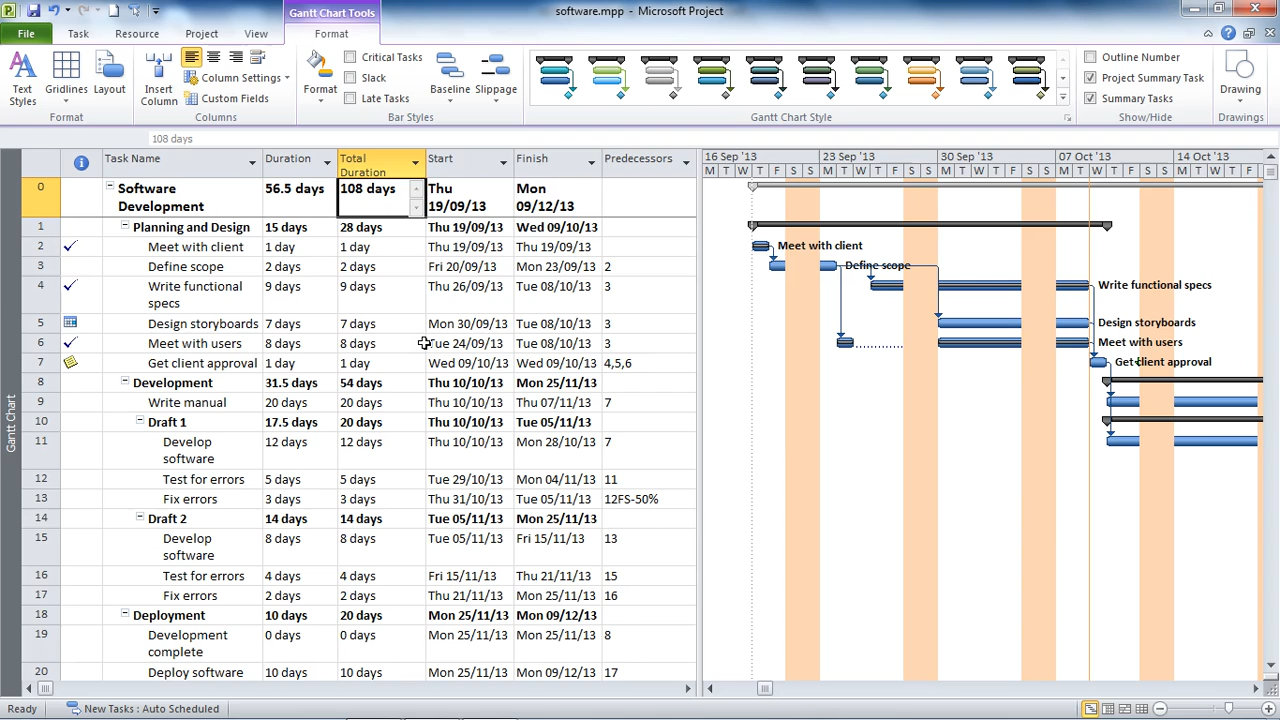 software.mpp - Microsoft Project
Gantt Chart Tools
File Task Resource Project View Format
Text Styles
Gridlines
Layout
Format
Insert Column
Column Settings
Custom Fields
Columns
Format
Critical Tasks
Slack
Late Tasks
Baseline
Slippage
Bar Styles
Gantt Chart Style
Outline Number
Project Summary Task
Summary Tasks
Show/Hide
Drawing
Drawings
108 days
Task Name Duration Total Duration Start Finish Predecessors
0 Software Development 56.5 days 108 days Thu 19/09/13 Mon 09/12/13
1 Planning and Design 15 days 28 days Thu 19/09/13 Wed 09/10/13
2 Meet with client 1 day 1 day Thu 19/09/13 Thu 19/09/13
3 Define scope 2 days 2 days Fri 20/09/13 Mon 23/09/13 2
4 Write functional specs 9 days 9 days Thu 26/09/13 Tue 08/10/13 3
5 Design storyboards 7 days 7 days Mon 30/09/13 Tue 08/10/13 3
6 Meet with users 8 days 8 days Tue 24/09/13 Tue 08/10/13 3
7 Get client approval 1 day 1 day Wed 09/10/13 Wed 09/10/13 4,5,6
8 Development 31.5 days 54 days Thu 10/10/13 Mon 25/11/13
9 Write manual 20 days 20 days Thu 10/10/13 Thu 07/11/13 7
10 Draft 1 17.5 days 20 days Thu 10/10/13 Tue 05/11/13
11 Develop software 12 days 12 days Thu 10/10/13 Mon 28/10/13 7
12 Test for errors 5 days 5 days Tue 29/10/13 Mon 04/11/13 11
13 Fix errors 3 days 3 days Thu 31/10/13 Tue 05/11/13 12FS-50%
14 Draft 2 14 days 14 days Tue 05/11/13 Mon 25/11/13
15 Develop software 8 days 8 days Tue 05/11/13 Fri 15/11/13 13
16 Test for errors 4 days 4 days Fri 15/11/13 Thu 21/11/13 15
17 Fix errors 2 days 2 days Thu 21/11/13 Mon 25/11/13 16
18 Deployment 10 days 20 days Mon 25/11/13 Mon 09/12/13
19 Development complete 0 days 0 days Mon 25/11/13 Mon 25/11/13 8
20 Deploy software 10 days 10 days Mon 25/11/13 Mon 09/12/13 17
Gantt Chart
16 Sep '13 23 Sep '13 30 Sep '13 07 Oct '13 14 Oct '13
M T W T F S S M T W T F S S M T W T F S S M T W T F S S M T W T F
Meet with client
Define scope
Write functional specs
Design storyboards
Meet with users
Get client approval
Ready New Tasks : Auto Scheduled